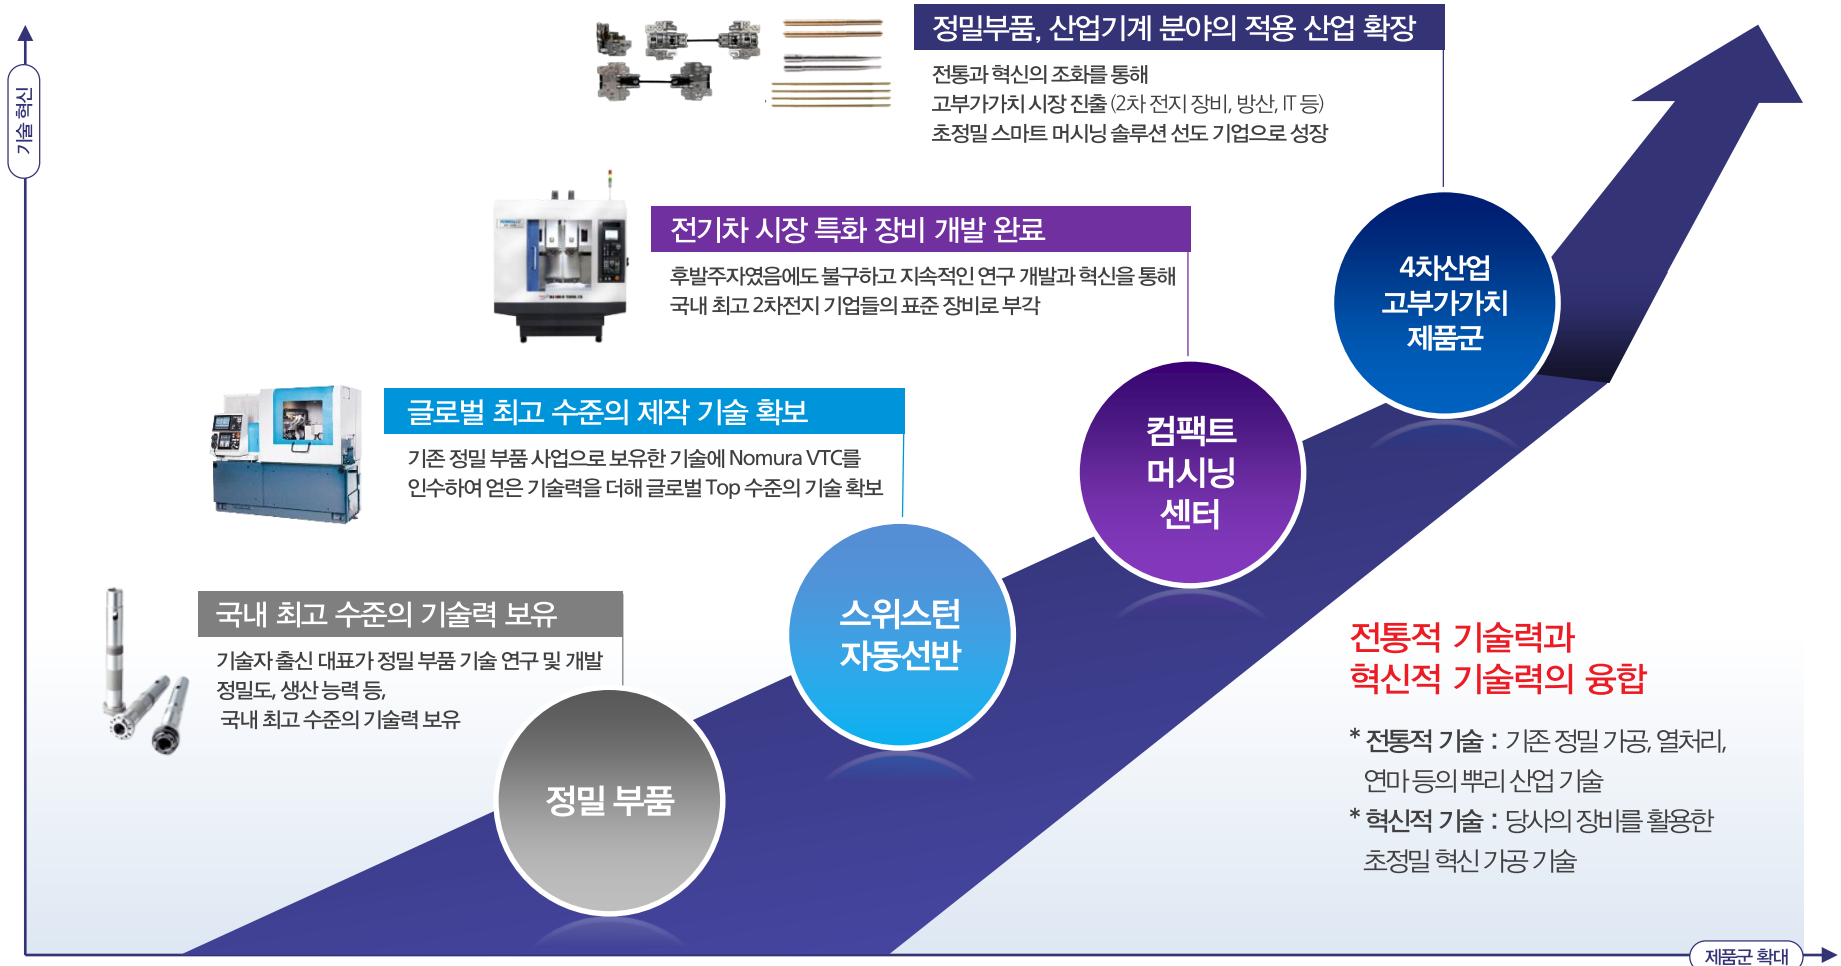 기술 혁신
정밀부품, 산업기계 분야의 적용 산업 확장
전통과 혁신의 조화를 통해
고부가가치 시장 진출 (2차 전지 장비, 방산, IT 등)
초정밀 스마트 머시닝 솔루션 선도 기업으로 성장
전기차 시장 특화 장비 개발 완료
후발주자였음에도 불구하고 지속적인 연구 개발과 혁신을 통해
국내 최고 2차전지 기업들의 표준 장비로 부각
4차산업
고부가가치
제품군
글로벌 최고 수준의 제작 기술 확보
기존 정밀 부품 사업으로 보유한 기술에 Nomura VTC를
인수하여 얻은 기술력을 더해 글로벌 Top 수준의 기술 확보
컴팩트
머시닝
센터
국내 최고 수준의 기술력 보유
기술자 출신 대표가 정밀 부품 기술 연구 및 개발
정밀도, 생산 능력 등,
국내 최고 수준의 기술력 보유
스위스턴
자동선반
정밀 부품
전통적 기술력과
혁신적 기술력의 융합
* 전통적 기술 : 기존 정밀 가공, 열처리,
연마 등의 뿌리 산업 기술
* 혁신적 기술 : 당사의 장비를 활용한
초정밀 혁신 가공 기술
제품군 확대